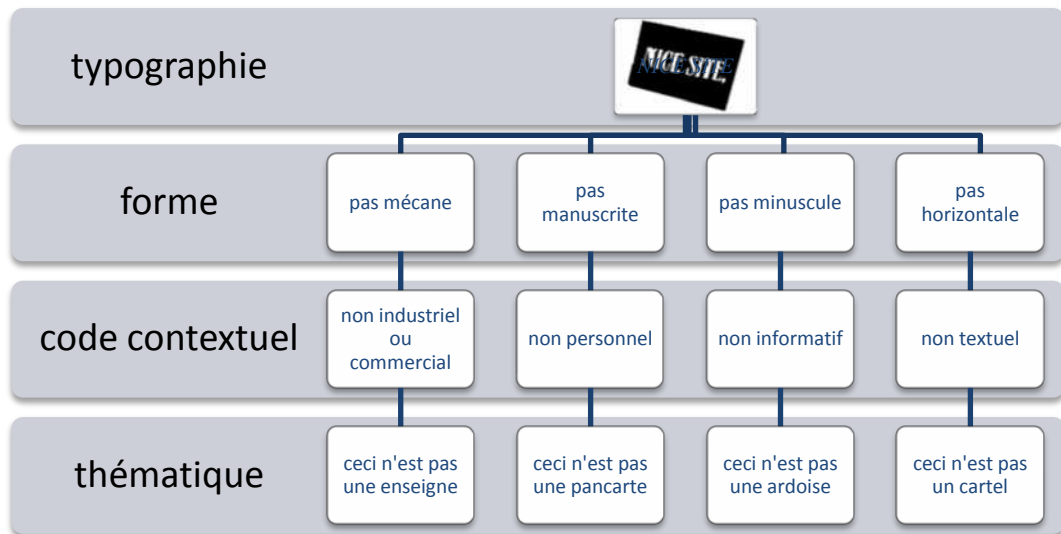 typographie
NICE SITE
forme
pas mécane
pas
manuscrite
pas minuscule
pas
horizontale
code contextuel
non industriel
ou
commercial
non personnel
non informatif
non textuel
thématique
ceci n'est pas
une enseigne
ceci n'est pas
une pancarte
ceci n'est pas
une ardoise
ceci n'est pas
un cartel